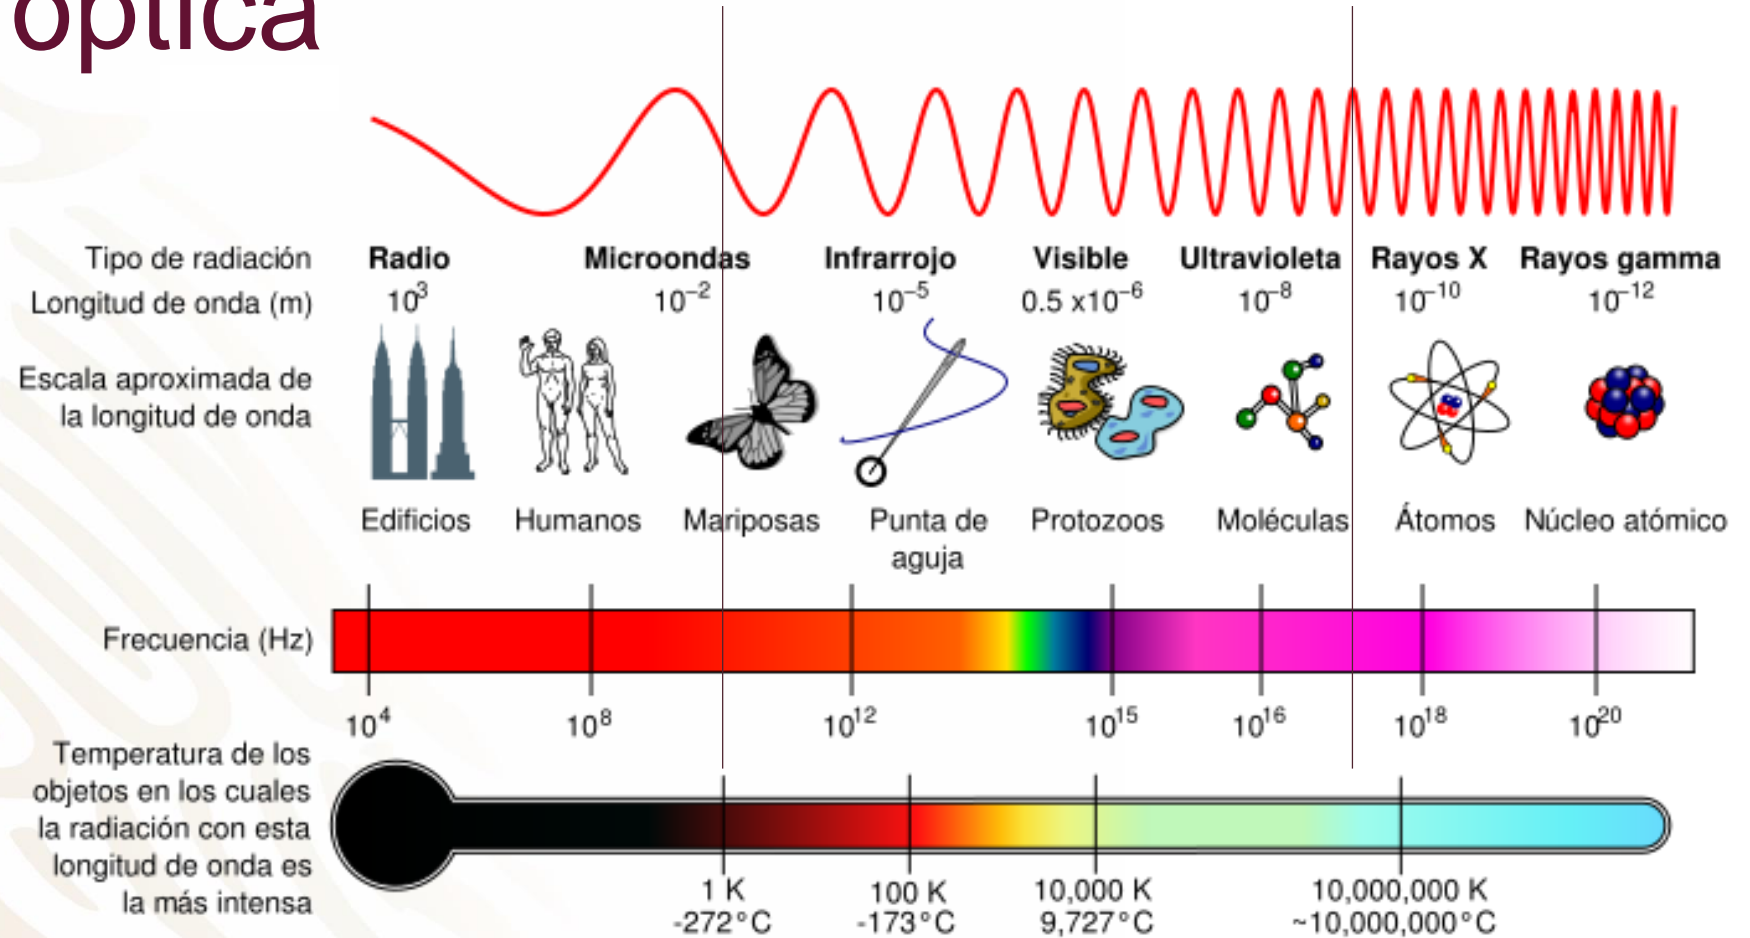 óptica
Tipo de radiación Radio Microondas Infrarrojo Visible Ultravioleta Rayos X Rayos gamma
Longitud de onda (m) 10³ 10⁻² 10⁻⁵ 0.5 x10⁻⁶ 10⁻⁸ 10⁻¹⁰ 10⁻¹²
Escala aproximada de
la longitud de onda
Edificios Humanos Mariposas Punta de Protozoos Moléculas Átomos Núcleo atómico
aguja
Frecuencia (Hz)
10⁴ 10⁸ 10¹² 10¹⁵ 10¹⁶ 10¹⁸ 10²⁰
Temperatura de los
objetos en los cuales
la radiación con esta
longitud de onda es
la más intensa
1 K 100 K 10,000 K 10,000,000 K
-272°C -173°C 9,727°C ~10,000,000°C